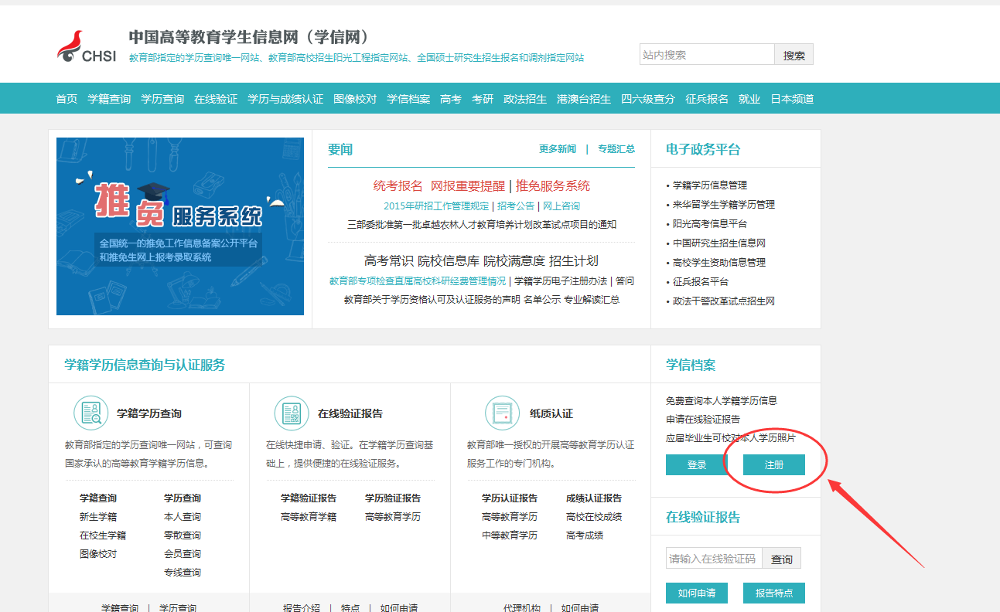 CHSI
中国高等教育学生信息网（学信网）
教育部指定的学历查询唯一网站、教育部高校招生阳光工程指定网站、全国硕士研究生招生报名和调剂指定网站
站内搜索 搜索
首页 学籍查询 学历查询 在线验证 学历与成绩认证 图像校对 学信档案 高考 考研 政法招生 港澳台招生 四六级查分 征兵报名 就业 日本频道
推免服务系统
全国统一的推免工作信息备案公开平台
和推免生网上报考录取系统
要闻 更多新闻 | 专题汇总
统考报名 网报重要提醒 | 推免服务系统
2015年研招工作管理规定 | 招考公告 | 网上咨询
三部委批准第一批卓越农林人才教育培养计划改革试点项目的通知
高考常识 院校信息库 院校满意度 招生计划
教育部专项检查直属高校科研经费管理情况 | 学籍学历电子注册办法 | 答问
教育部关于学历资格认可及认证服务的声明 名单公示 专业解读汇总
电子政务平台
• 学籍学历信息管理
• 来华留学生学籍学历管理
• 阳光高考信息平台
• 中国研究生招生信息网
• 高校学生资助信息管理
• 征兵报名平台
• 政法干警改革试点招生网
学籍学历信息查询与认证服务
学籍学历查询
教育部指定的学历查询唯一网站，可查询
国家承认的高等教育学籍学历信息。
学籍查询 学历查询
新生学籍 本人查询
在校生学籍 零散查询
图像校对 会员查询
专线查询
学籍查询 | 学历查询
在线验证报告
在线快捷申请、验证。在学籍学历查询基
础上，提供便捷的在线验证服务。
学籍验证报告 学历验证报告
高等教育学籍 高等教育学历
报告介绍 | 特点 | 如何申请
纸质认证
教育部唯一授权的开展高等教育学历认证
服务工作的专门机构。
学历认证报告 成绩认证报告
高等教育学历 高校在校成绩
中等教育学历 高考成绩
代理机构 | 如何申请
学信档案
免费查询本人学籍学历信息
申请在线验证报告
应届毕业生可校对本人学历照片
登录 注册
在线验证报告
请输入在线验证码 查询
如何申请 报告特点